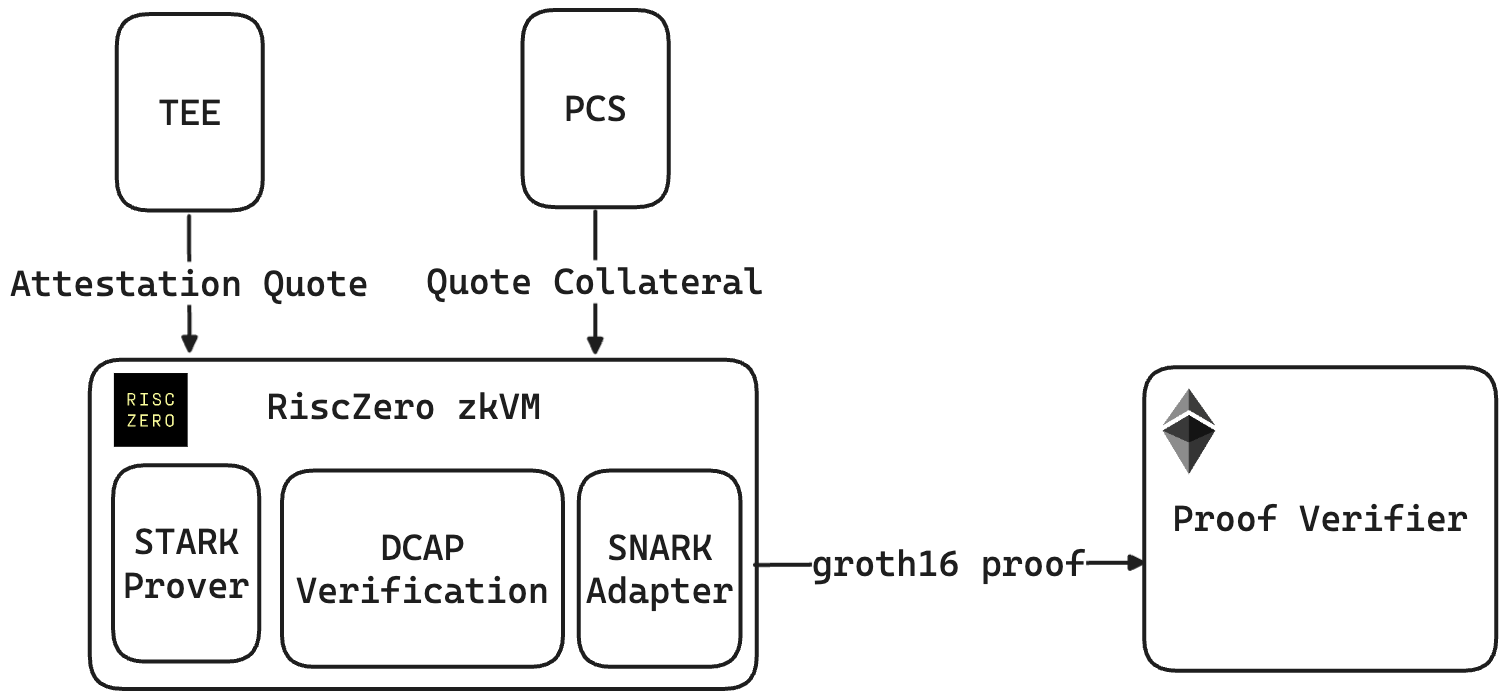 TEE
PCS
Attestation Quote
Quote Collateral
RISC
ZERO
RiscZero zkVM
STARK
Prover
DCAP
Verification
SNARK
Adapter
groth16 proof
Proof Verifier